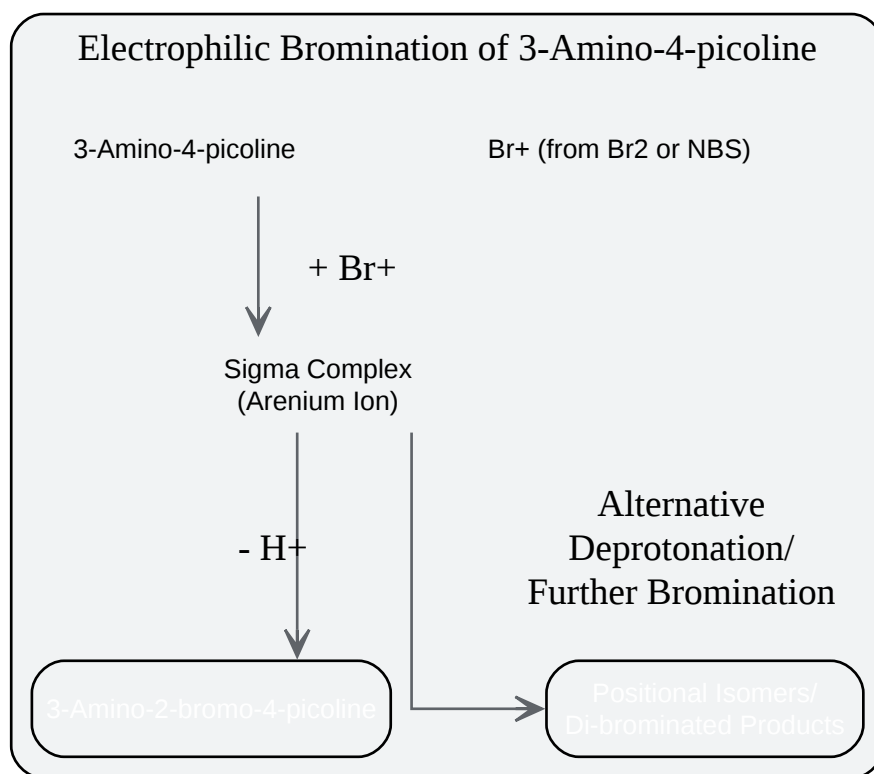 Electrophilic Bromination of 3-Amino-4-picoline
3-Amino-4-picoline
Br+ (from Br2 or NBS)
+ Br+
Sigma Complex
(Arenium Ion)
- H+
Alternative
Deprotonation/
Further Bromination
3-Amino-2-bromo-4-picoline
Positional Isomers/
Di-brominated Products